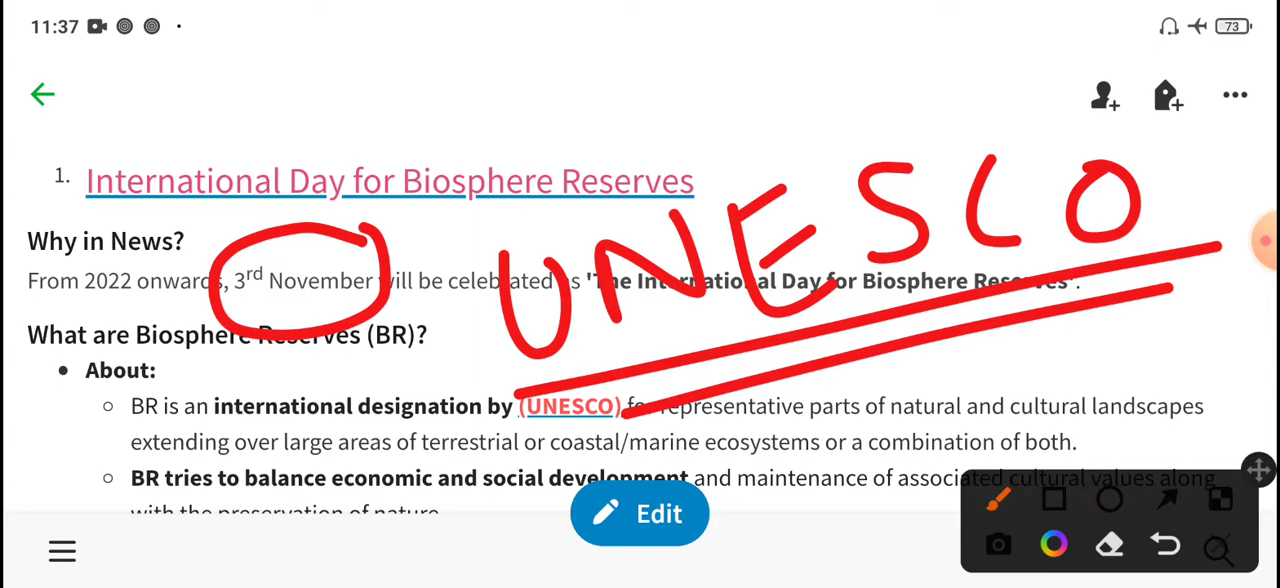 11:37
73
1. International Day for Biosphere Reserves
UNESCO
Why in News?
From 2022 onwards, 3rd November will be celebrated as 'The International Day for Biosphere Reserves'.
What are Biosphere Reserves (BR)?
• About:
○ BR is an international designation by (UNESCO) for representative parts of natural and cultural landscapes
extending over large areas of terrestrial or coastal/marine ecosystems or a combination of both.
○ BR tries to balance economic and social development and maintenance of associated cultural values along
with the preservation of nature.
Edit